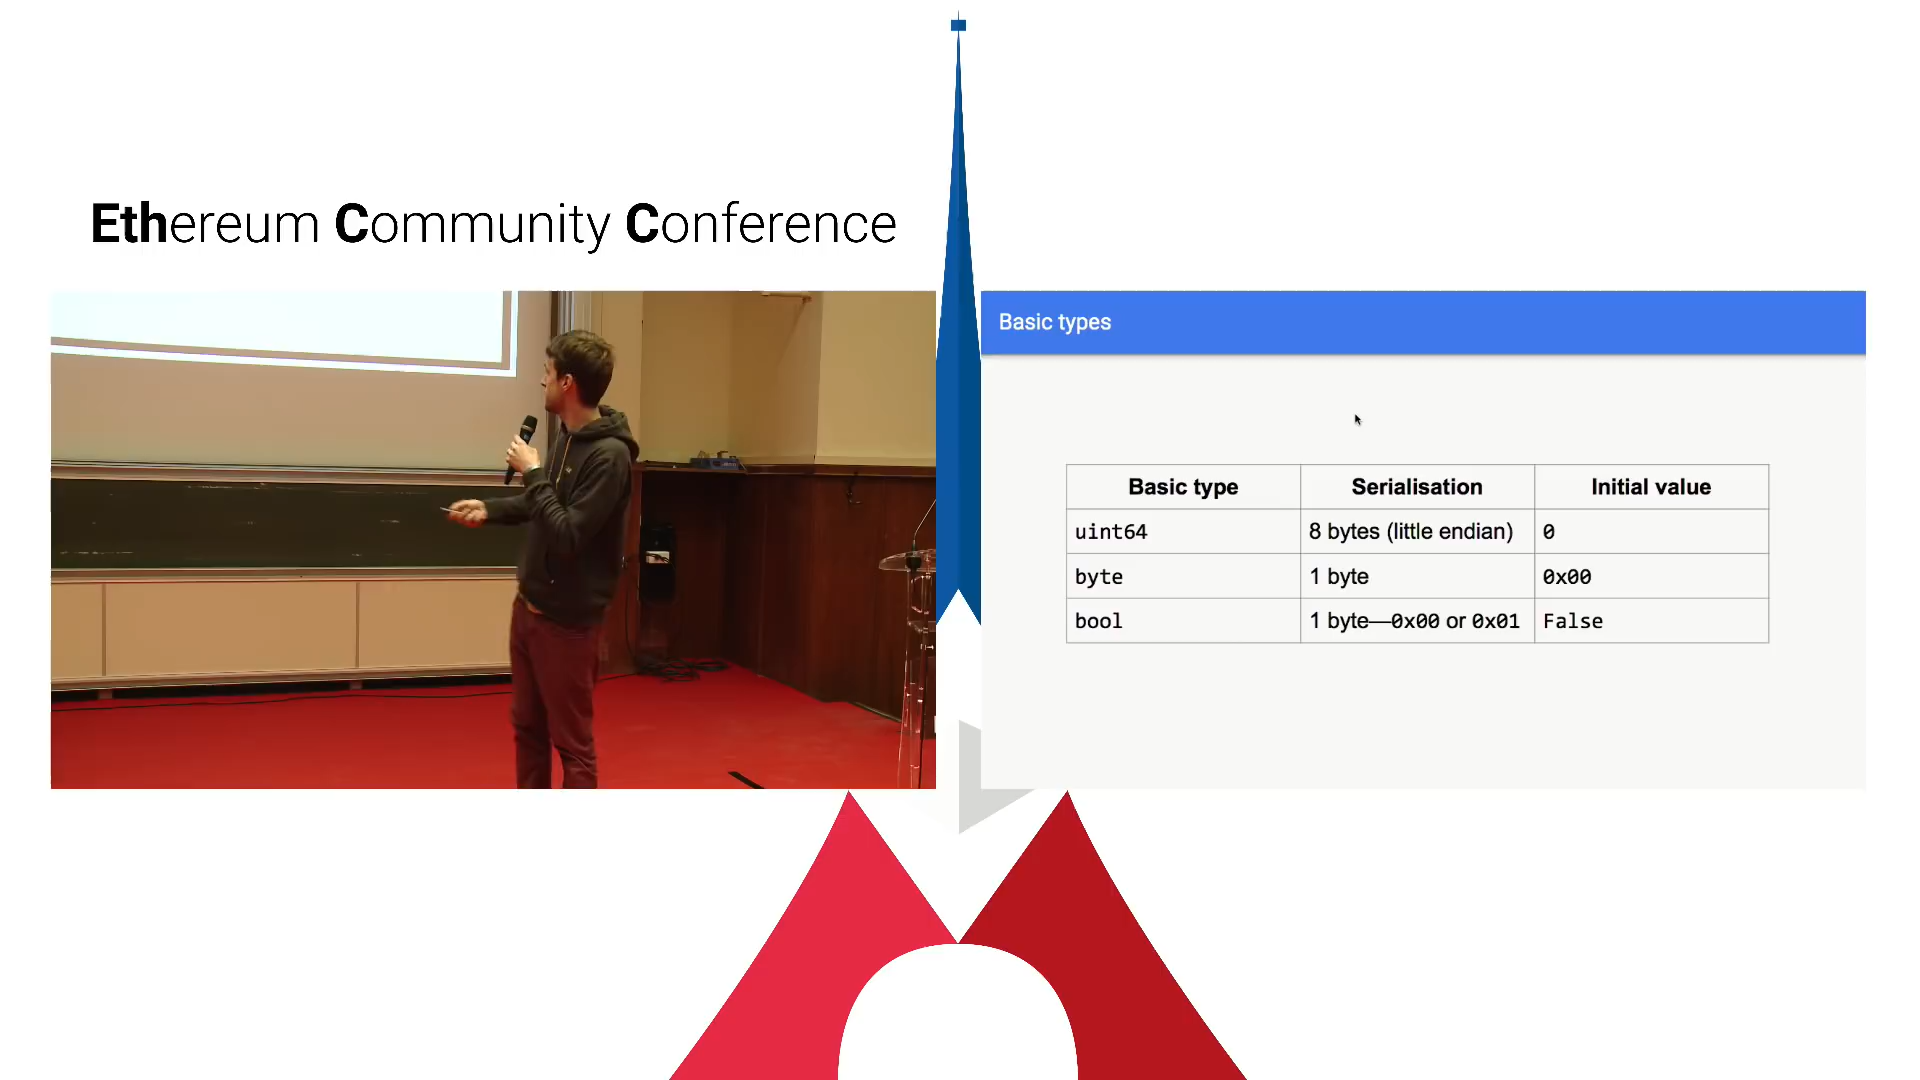 Ethereum Community Conference
Basic types
Basic type Serialisation Initial value
uint64 8 bytes (little endian) 0
byte 1 byte 0x00
bool 1 byte—0x00 or 0x01 False